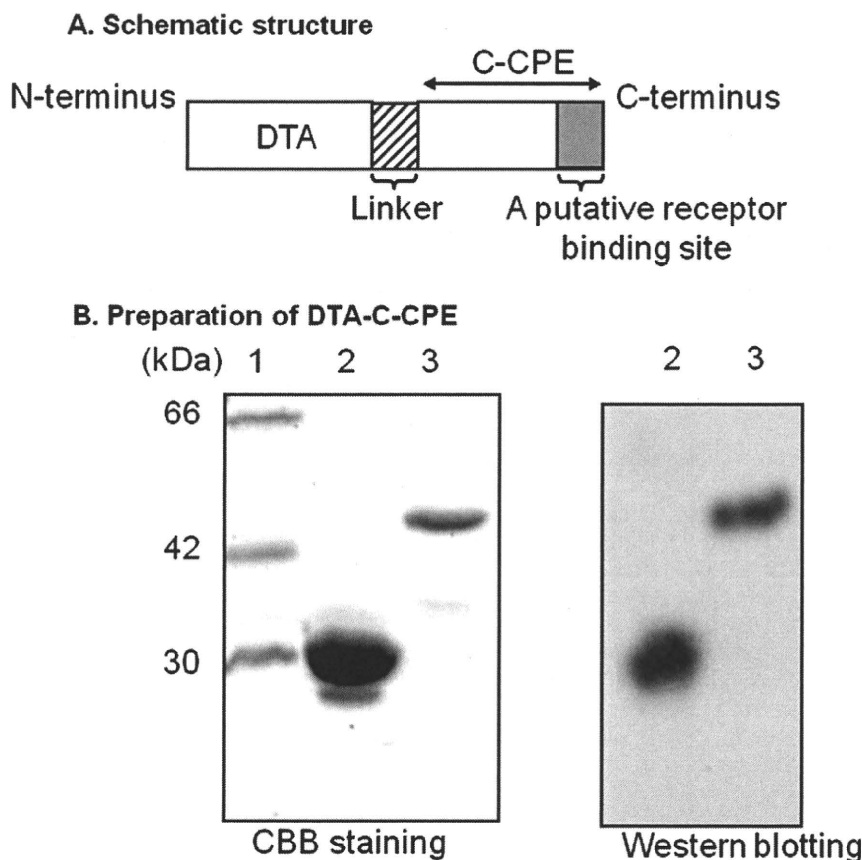 A. Schematic structure
C-CPE
N-terminus
C-terminus
DTA
Linker
A putative receptor
binding site
B. Preparation of DTA-C-CPE
(kDa) 1 2 3
2 3
66
42
30
CBB staining
Western blotting